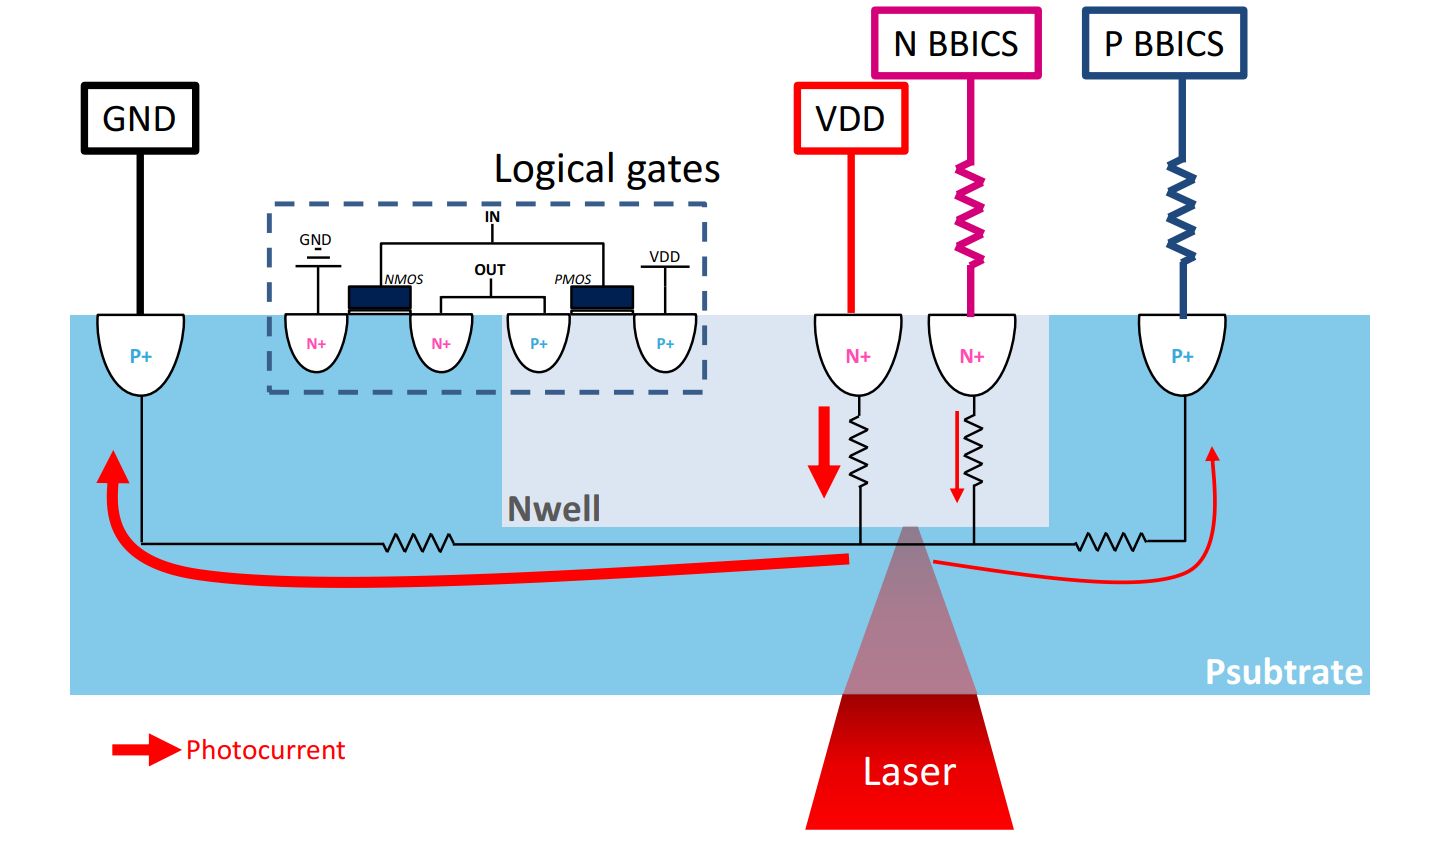 N BBICS
P BBICS
GND
VDD
Logical gates
IN
GND
VDD
OUT
NMOS
PMOS
P+
N+
N+
P+
P+
N+
N+
P+
Nwell
Psubtrate
Photocurrent
Laser